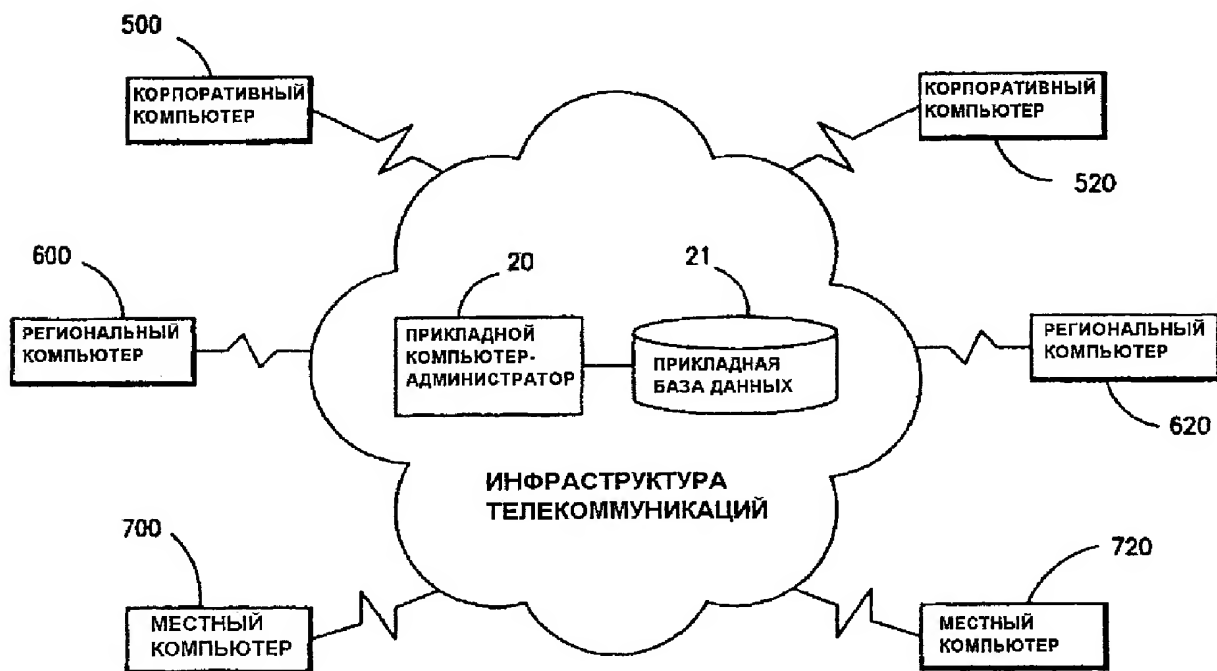 500
КОРПОРАТИВНЫЙ
КОМПЬЮТЕР
КОРПОРАТИВНЫЙ
КОМПЬЮТЕР
520
600
РЕГИОНАЛЬНЫЙ
КОМПЬЮТЕР
20
ПРИКЛАДНОЙ
КОМПЬЮТЕР-
АДМИНИСТРАТОР
21
ПРИКЛАДНАЯ
БАЗА ДАННЫХ
РЕГИОНАЛЬНЫЙ
КОМПЬЮТЕР
620
ИНФРАСТРУКТУРА
ТЕЛЕКОММУНИКАЦИЙ
700
МЕСТНЫЙ
КОМПЬЮТЕР
720
МЕСТНЫЙ
КОМПЬЮТЕР